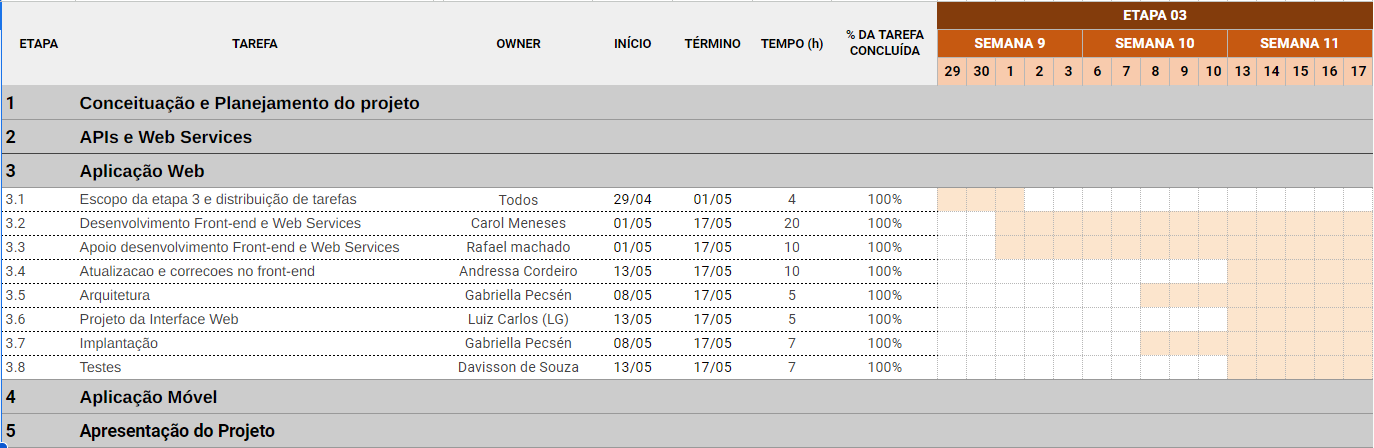 ETAPA 03
ETAPA TAREFA OWNER INÍCIO TÉRMINO TEMPO (h) % DA TAREFA CONCLUÍDA SEMANA 9 SEMANA 10 SEMANA 11
29 30 1 2 3 6 7 8 9 10 13 14 15 16 17
1 Conceituação e Planejamento do projeto
2 APIs e Web Services
3 Aplicação Web
3.1 Escopo da etapa 3 e distribuição de tarefas Todos 29/04 01/05 4 100%
3.2 Desenvolvimento Front-end e Web Services Carol Meneses 01/05 17/05 20 100%
3.3 Apoio desenvolvimento Front-end e Web Services Rafael machado 01/05 17/05 10 100%
3.4 Atualizacao e correcoes no front-end Andressa Cordeiro 13/05 17/05 10 100%
3.5 Arquitetura Gabriella Pecsén 08/05 17/05 5 100%
3.6 Projeto da Interface Web Luiz Carlos (LG) 13/05 17/05 5 100%
3.7 Implantação Gabriella Pecsén 08/05 17/05 7 100%
3.8 Testes Davisson de Souza 13/05 17/05 7 100%
4 Aplicação Móvel
5 Apresentação do Projeto